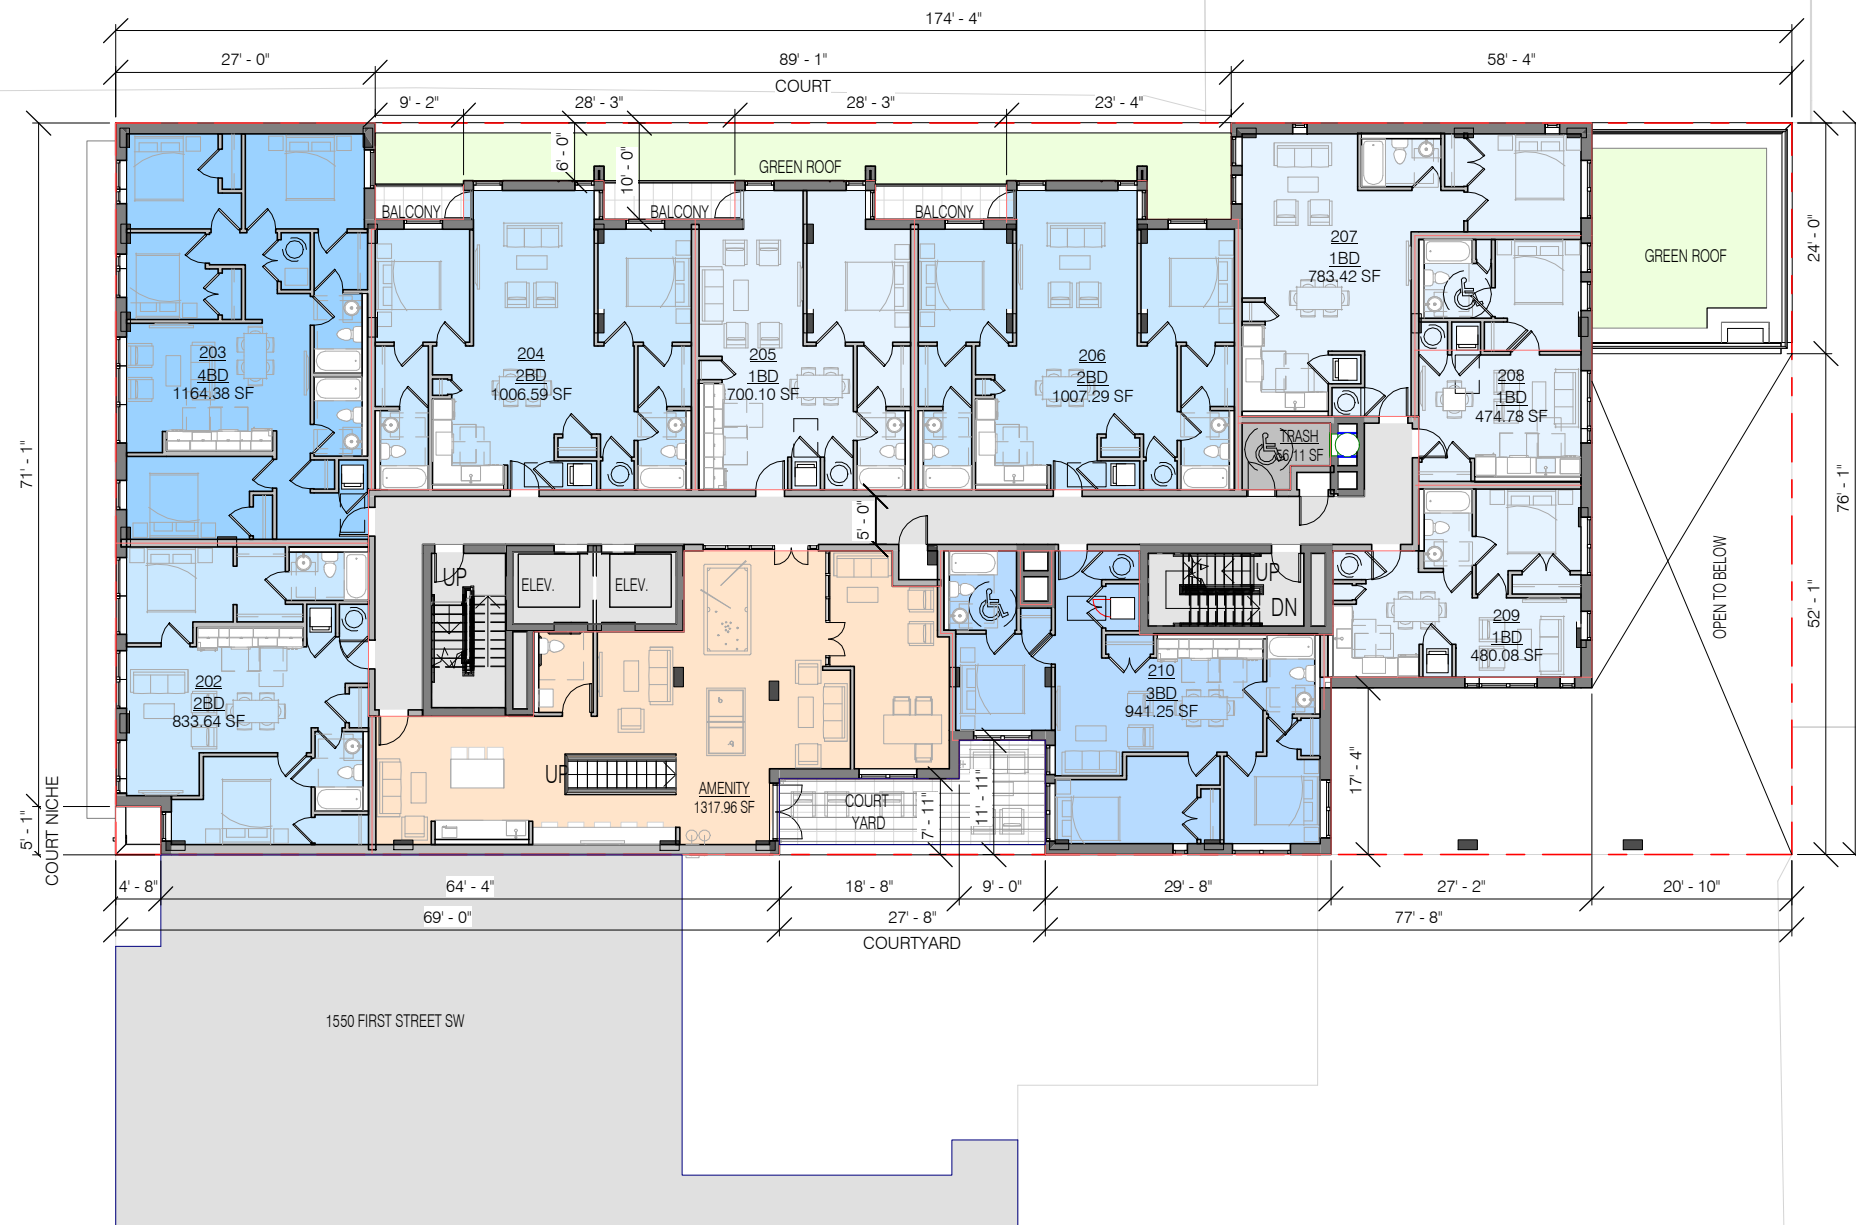 174' - 4"
27' - 0"
89' - 1"
58' - 4"
COURT
9' - 2"
28' - 3"
28' - 3"
23' - 4"
6' - 0"
10' - 0"
GREEN ROOF
BALCONY
BALCONY
BALCONY
207
1BD
783.42 SF
GREEN ROOF
24' - 0"
203
4BD
1164.38 SF
204
2BD
1006.59 SF
205
1BD
700.10 SF
206
2BD
1007.29 SF
208
1BD
474.78 SF
TRASH
56.11 SF
71' - 1"
76' - 1"
5' - 0"
UP
ELEV.
ELEV.
UP
DN
OPEN TO BELOW
52' - 1"
209
1BD
480.08 SF
202
2BD
833.64 SF
210
3BD
941.25 SF
UP
AMENITY
1317.96 SF
COURT
YARD
7' - 11"
11' - 11"
17' - 4"
5' - 1"
COURT NICHE
4' - 8"
64' - 4"
18' - 8"
9' - 0"
29' - 8"
27' - 2"
20' - 10"
69' - 0"
27' - 8"
77' - 8"
COURTYARD
1550 FIRST STREET SW